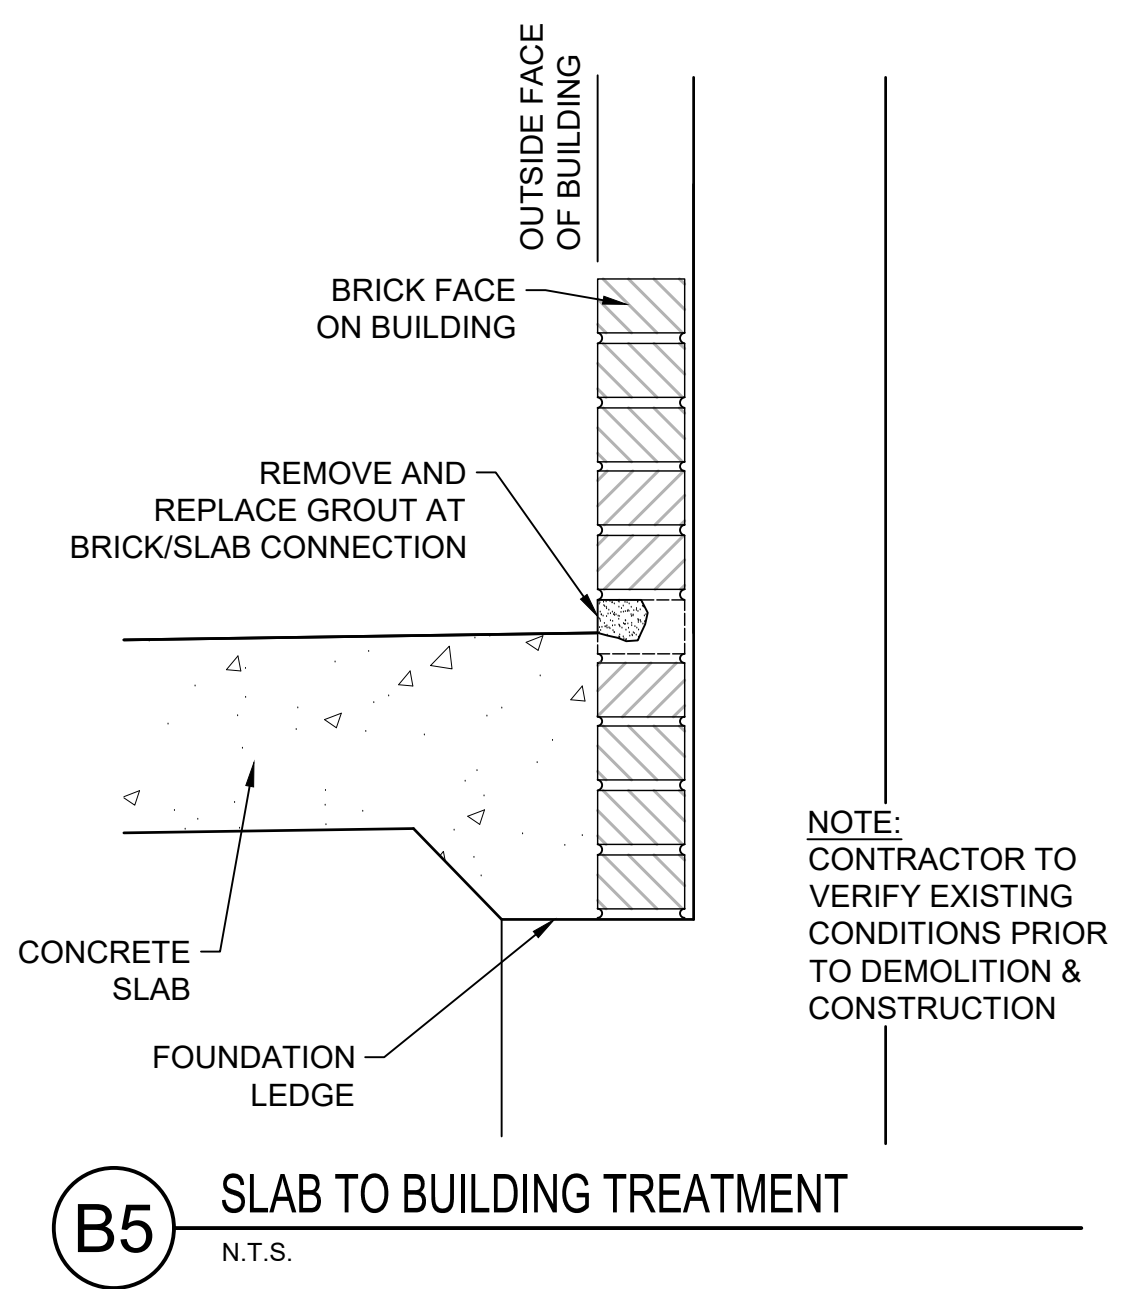 OUTSIDE FACE
OF BUILDING
BRICK FACE
ON BUILDING
REMOVE AND
REPLACE GROUT AT
BRICK/SLAB CONNECTION
NOTE:
CONTRACTOR TO
VERIFY EXISTING
CONDITIONS PRIOR
TO DEMOLITION &
CONSTRUCTION
CONCRETE
SLAB
FOUNDATION
LEDGE
B5
SLAB TO BUILDING TREATMENT
N.T.S.